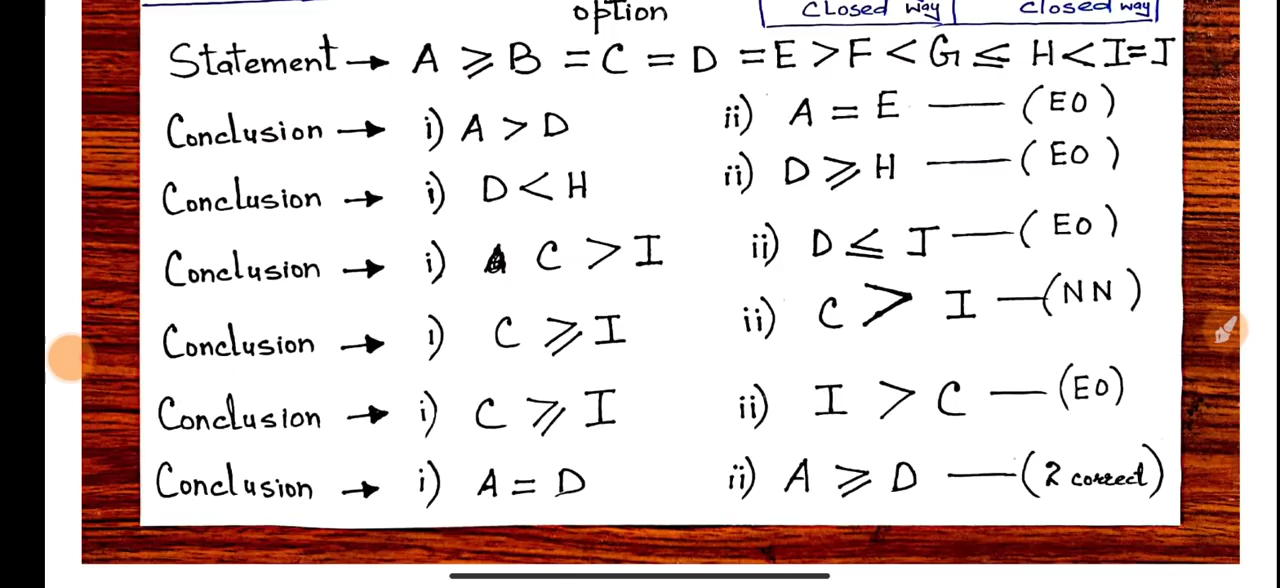 option
closed way closed way
Statement → A ⩾ B = C = D = E > F < G ≤ H < I = J
Conclusion → i) A > D ii) A = E — (EO)
Conclusion → i) D < H ii) D ⩾ H — (EO)
Conclusion → i) C > I ii) D ≤ J — (EO)
Conclusion → i) C ⩾ I ii) C > I — (NN)
Conclusion → i) C ⩾ I ii) I > C — (EO)
Conclusion → i) A = D ii) A ⩾ D — (2 correct)